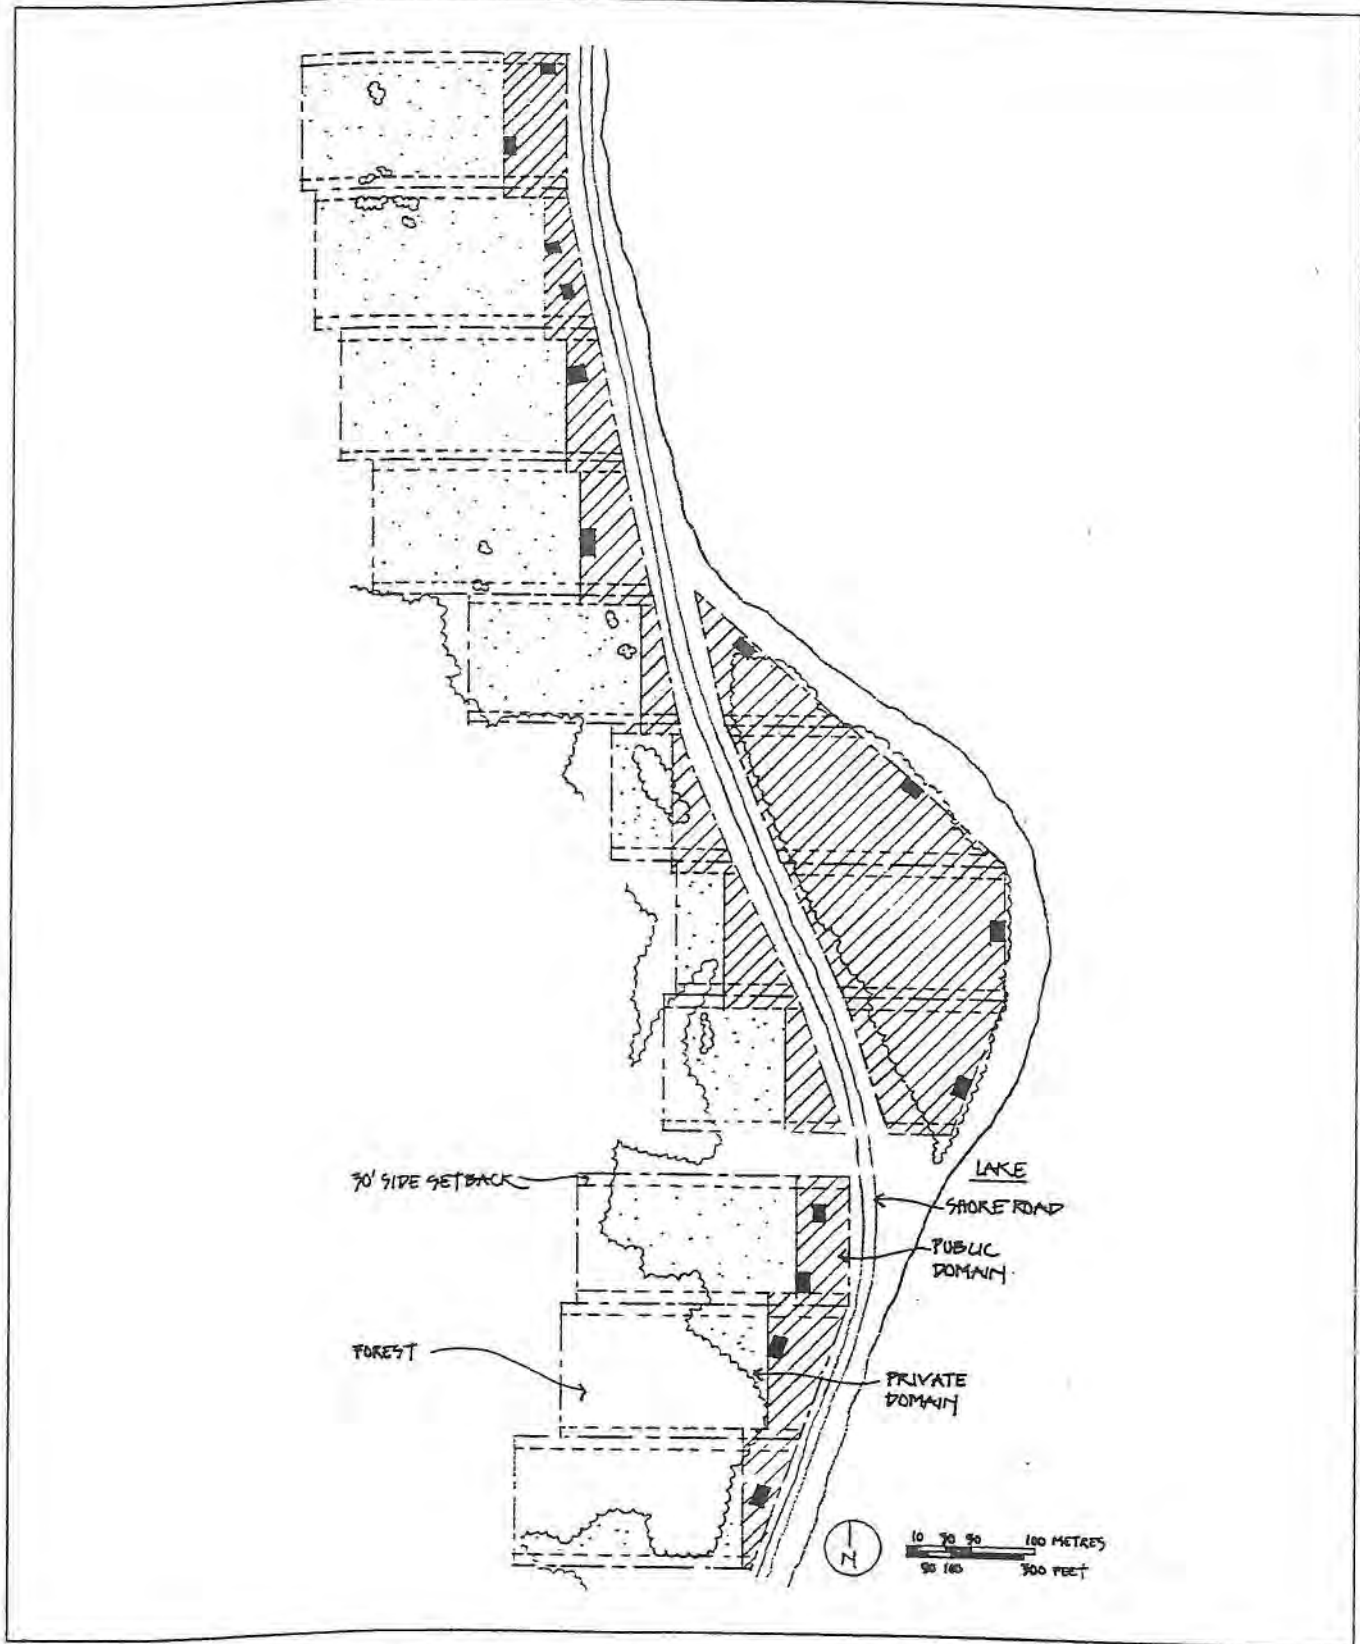 30' SIDE SETBACK
LAKE
SHORE ROAD
PUBLIC
DOMAIN
FOREST
PRIVATE
DOMAIN
N
10 30 50 100 METRES
50 100 300 FEET